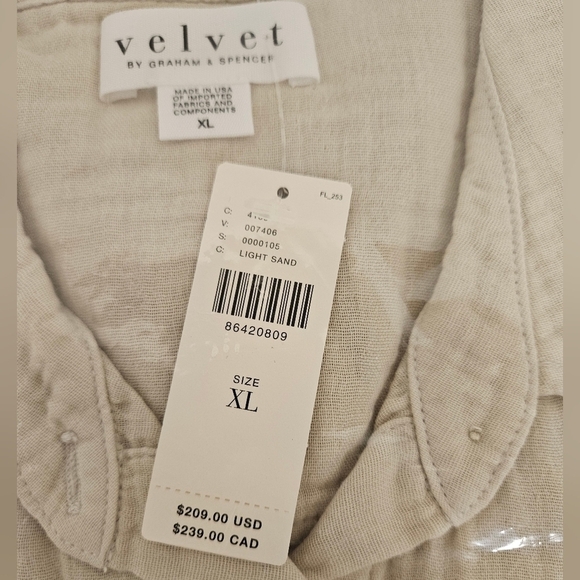 velvet
BY GRAHAM & SPENCER
MADE IN USA
OF IMPORTED
FABRICS AND
COMPONENTS
XL
FL_253
C:
V: 007406
S: 0000105
C: LIGHT SAND
86420809
SIZE
XL
$209.00 USD
$239.00 CAD